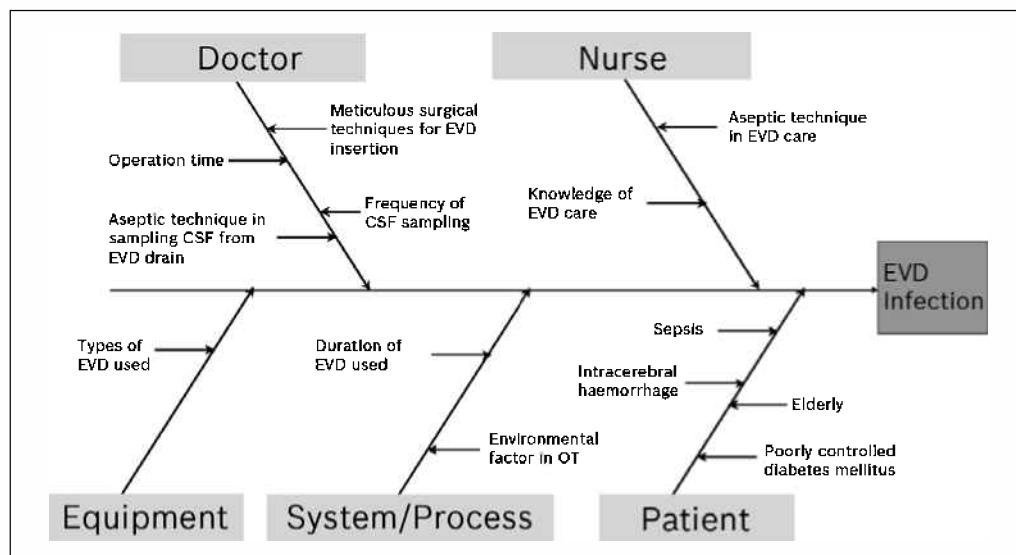 Doctor
Nurse
Meticulous surgical
techniques for EVD
insertion
Operation time
Frequency of
CSF sampling
Aseptic technique in
sampling CSF from
EVD drain
Aseptic technique
in EVD care
Knowledge of
EVD care
EVD
Infection
Types of
EVD used
Duration of
EVD used
Environmental
factor in OT
Sepsis
Intracerebral
haemorrhage
Elderly
Poorly controlled
diabetes mellitus
Equipment
System/Process
Patient